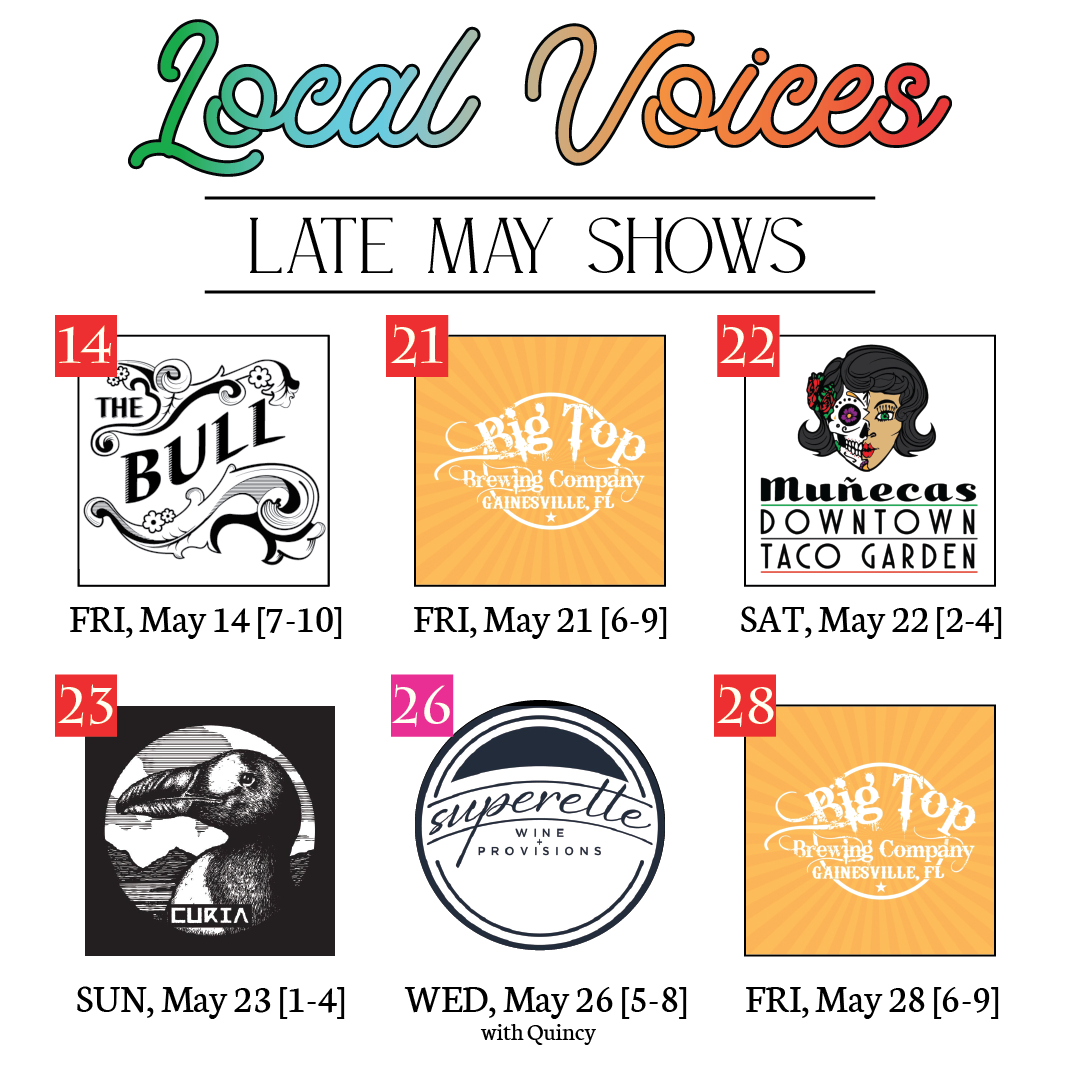 Local Voices
LATE MAY SHOWS
14
THE
BULL
FRI, May 14 [7-10]
21
Big Top
Brewing Company
GAINESVILLE, FL
FRI, May 21 [6-9]
22
Muñecas
DOWNTOWN
TACO GARDEN
SAT, May 22 [2-4]
23
CURIA
SUN, May 23 [1-4]
26
superette
WINE
+
PROVISIONS
WED, May 26 [5-8]
with Quincy
28
Big Top
Brewing Company
GAINESVILLE, FL
FRI, May 28 [6-9]